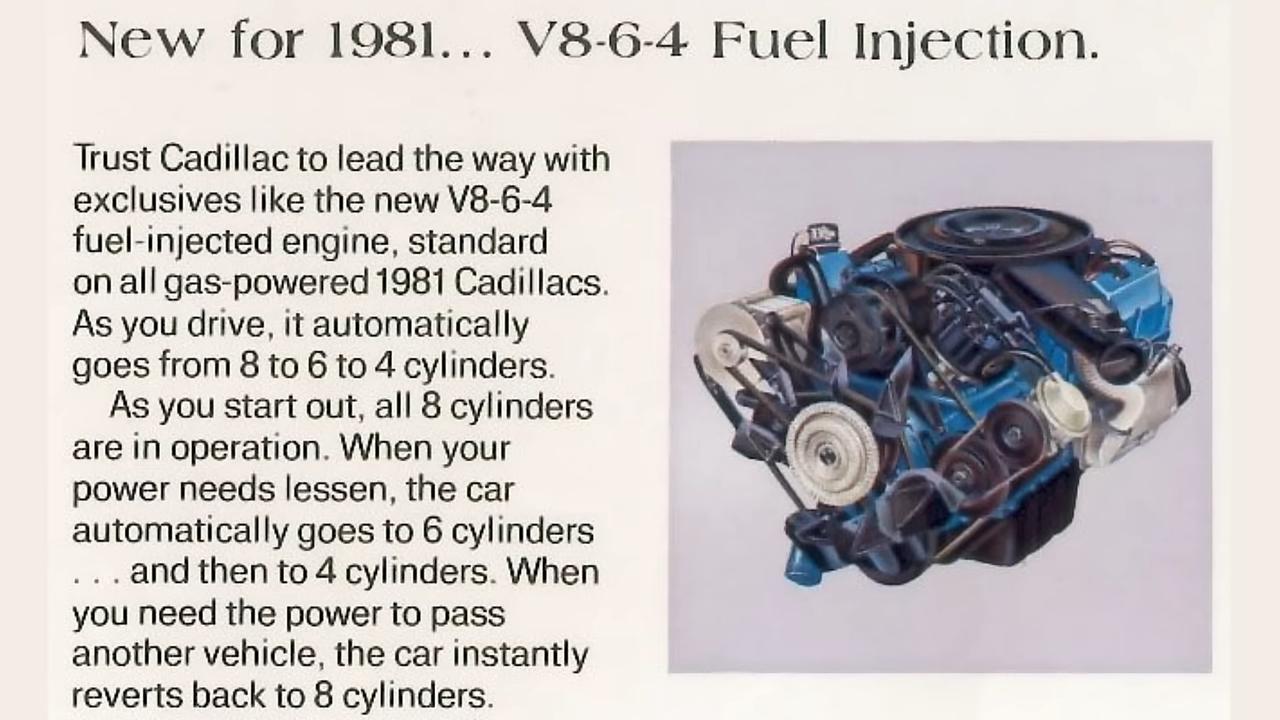 New for 1981... V8-6-4 Fuel Injection.
Trust Cadillac to lead the way with
exclusives like the new V8-6-4
fuel-injected engine, standard
on all gas-powered 1981 Cadillacs.
As you drive, it automatically
goes from 8 to 6 to 4 cylinders.
As you start out, all 8 cylinders
are in operation. When your
power needs lessen, the car
automatically goes to 6 cylinders
. . . and then to 4 cylinders. When
you need the power to pass
another vehicle, the car instantly
reverts back to 8 cylinders.